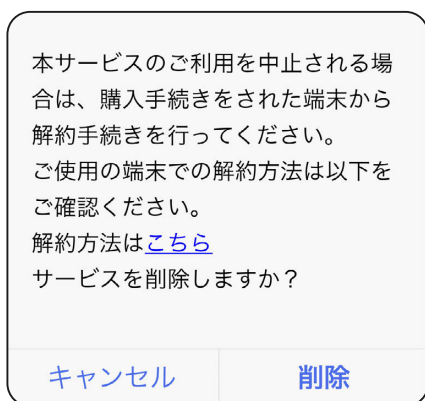 本サービスのご利用を中止される場
合は、購入手続きをされた端末から
解約手続きを行ってください。
ご使用の端末での解約方法は以下を
ご確認ください。
解約方法はこちら
サービスを削除しますか？
キャンセル
削除